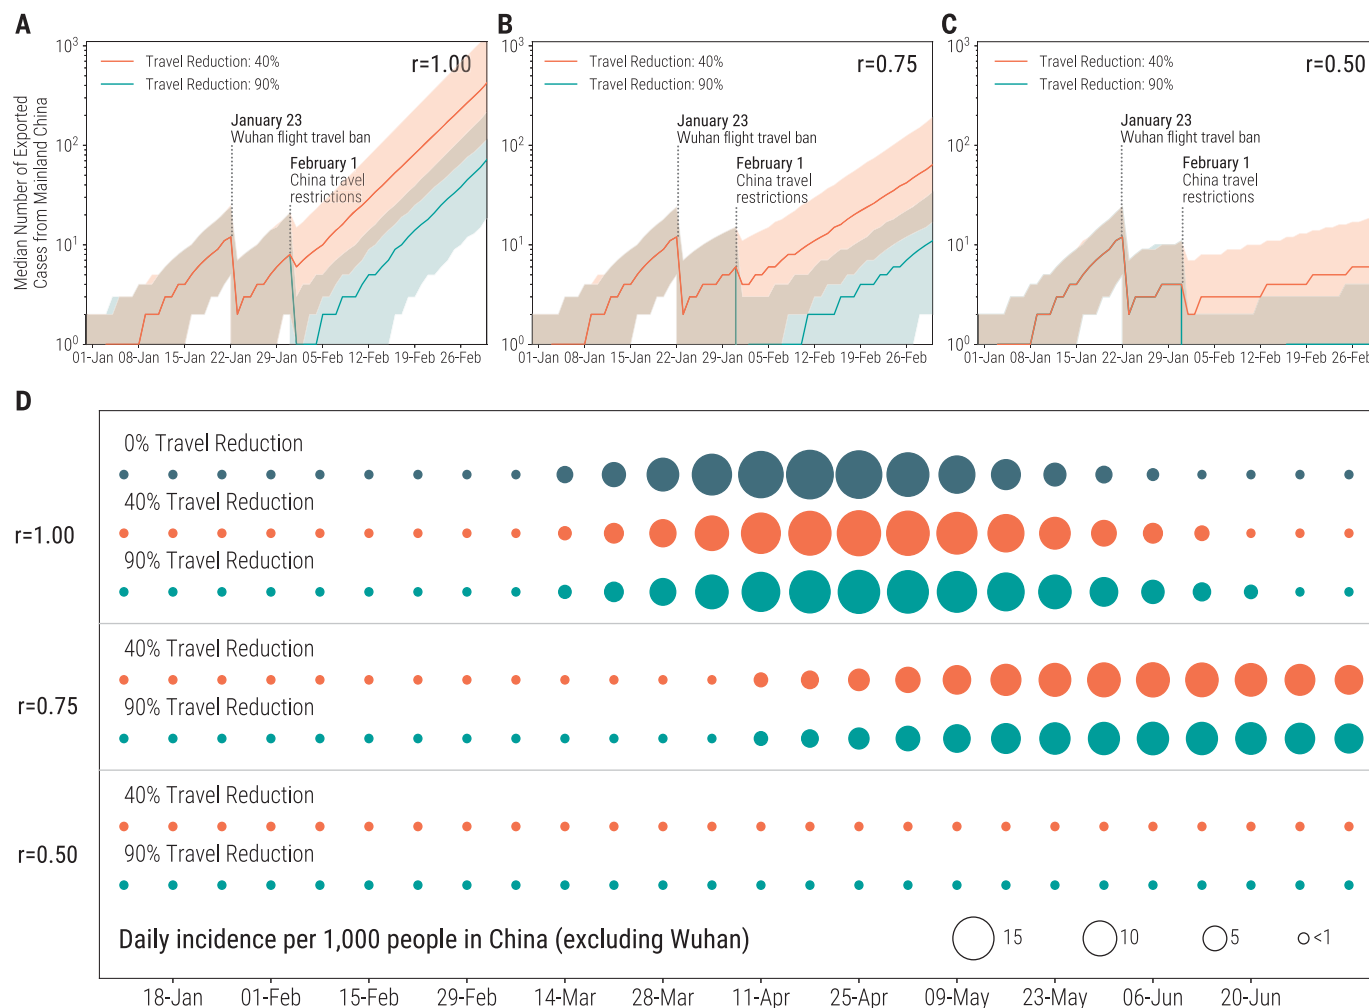 A
Median Number of Exported
Cases from Mainland China
10³
10²
10¹
10⁰
Travel Reduction: 40%
Travel Reduction: 90%
r=1.00
January 23
Wuhan flight travel ban
February 1
China travel
restrictions
01-Jan 08-Jan 15-Jan 22-Jan 29-Jan 05-Feb 12-Feb 19-Feb 26-Feb
B
10³
10²
10¹
10⁰
Travel Reduction: 40%
Travel Reduction: 90%
r=0.75
January 23
Wuhan flight travel ban
February 1
China travel
restrictions
01-Jan 08-Jan 15-Jan 22-Jan 29-Jan 05-Feb 12-Feb 19-Feb 26-Feb
C
10³
10²
10¹
10⁰
Travel Reduction: 40%
Travel Reduction: 90%
r=0.50
January 23
Wuhan flight travel ban
February 1
China travel
restrictions
01-Jan 08-Jan 15-Jan 22-Jan 29-Jan 05-Feb 12-Feb 19-Feb 26-Feb
D
r=1.00
0% Travel Reduction
40% Travel Reduction
90% Travel Reduction
r=0.75
40% Travel Reduction
90% Travel Reduction
r=0.50
40% Travel Reduction
90% Travel Reduction
Daily incidence per 1,000 people in China (excluding Wuhan)
15 10 5 <1
18-Jan 01-Feb 15-Feb 29-Feb 14-Mar 28-Mar 11-Apr 25-Apr 09-May 23-May 06-Jun 20-Jun